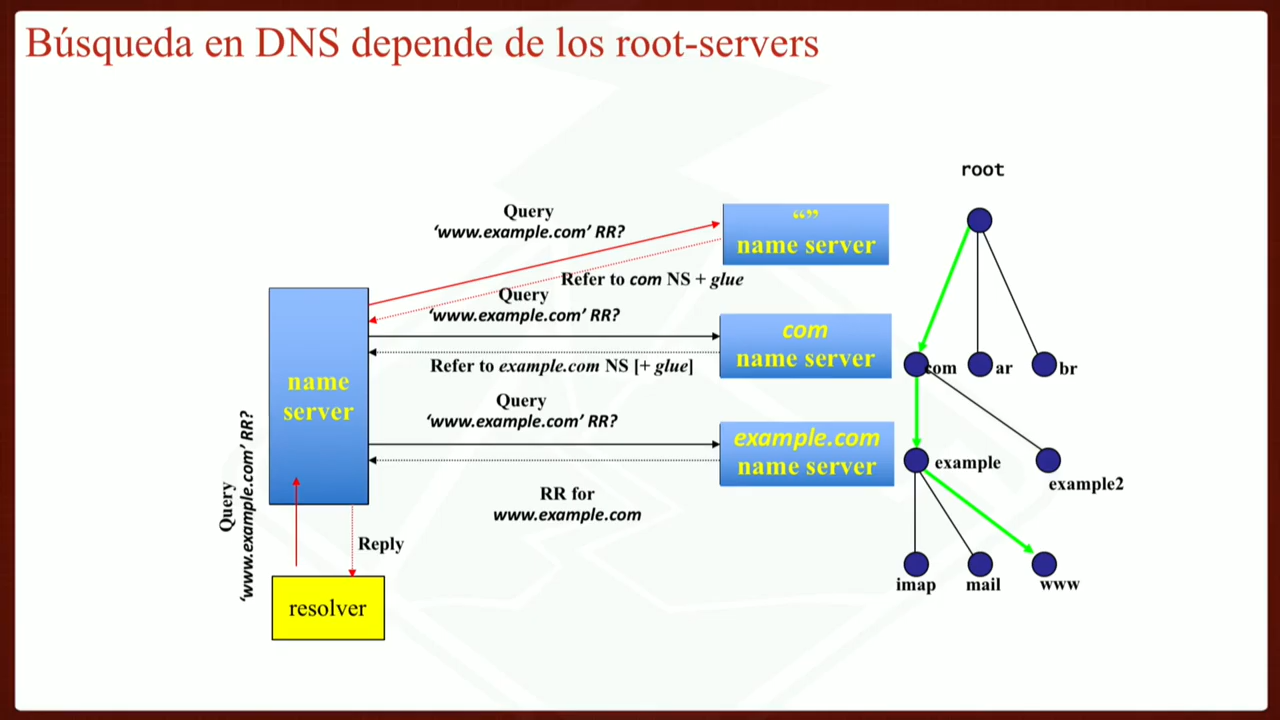 Búsqueda en DNS depende de los root-servers
root
Query
‘www.example.com’ RR?
“”
name server
Refer to com NS + glue
Query
‘www.example.com’ RR?
com
name server
Refer to example.com NS [+ glue]
com
ar
br
name
server
Query
‘www.example.com’ RR?
example.com
name server
example
example2
RR for
www.example.com
Query
‘www.example.com’ RR?
Reply
resolver
imap
mail
www